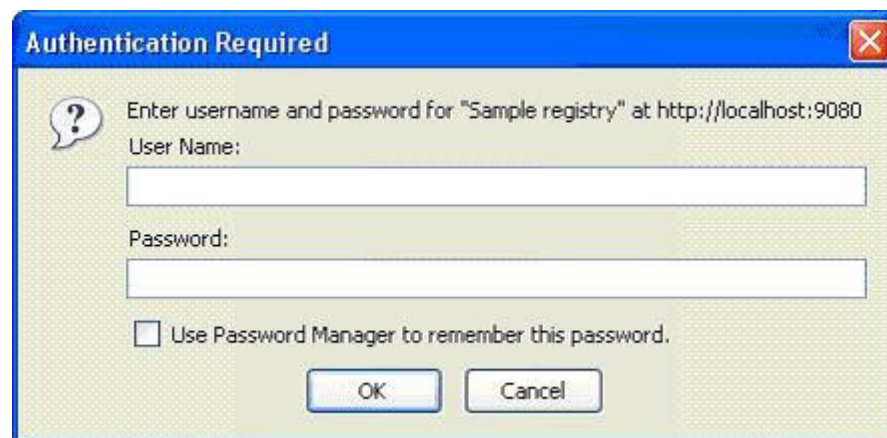 Authentication Required
Enter username and password for "Sample registry" at http://localhost:9080
User Name:
Password:
Use Password Manager to remember this password.
OK
Cancel